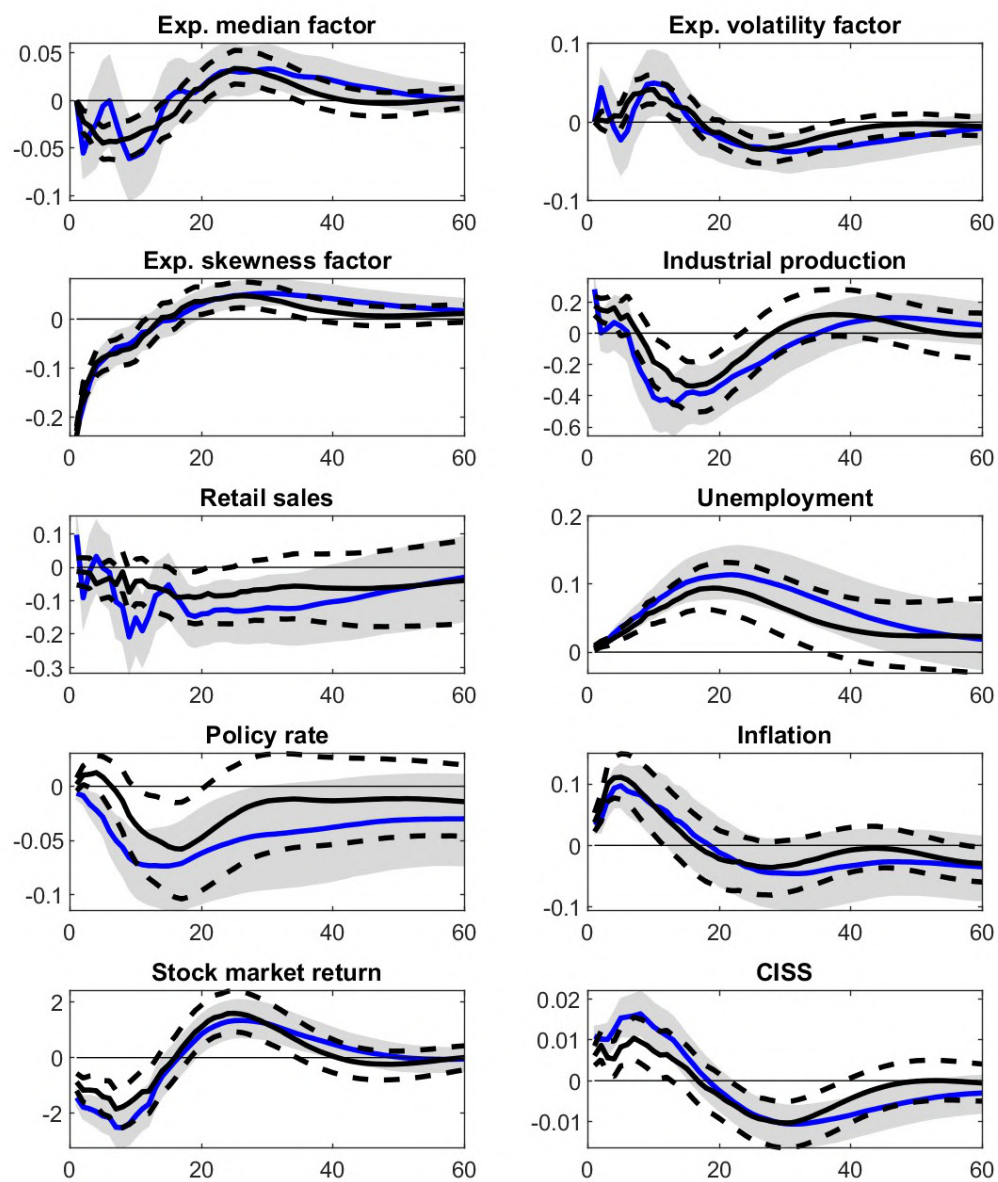 Exp. median factor
0.05
0
-0.05
-0.1
0 20 40 60
Exp. volatility factor
0.1
0
-0.1
0 20 40 60
Exp. skewness factor
0
-0.1
-0.2
0 20 40 60
Industrial production
0.2
0
-0.2
-0.4
-0.6
0 20 40 60
Retail sales
0.1
0
-0.1
-0.2
-0.3
0 20 40 60
Unemployment
0.2
0.1
0
0 20 40 60
Policy rate
0
-0.05
-0.1
0 20 40 60
Inflation
0.1
0
-0.1
0 20 40 60
Stock market return
2
0
-2
0 20 40 60
CISS
0.02
0.01
0
-0.01
0 20 40 60